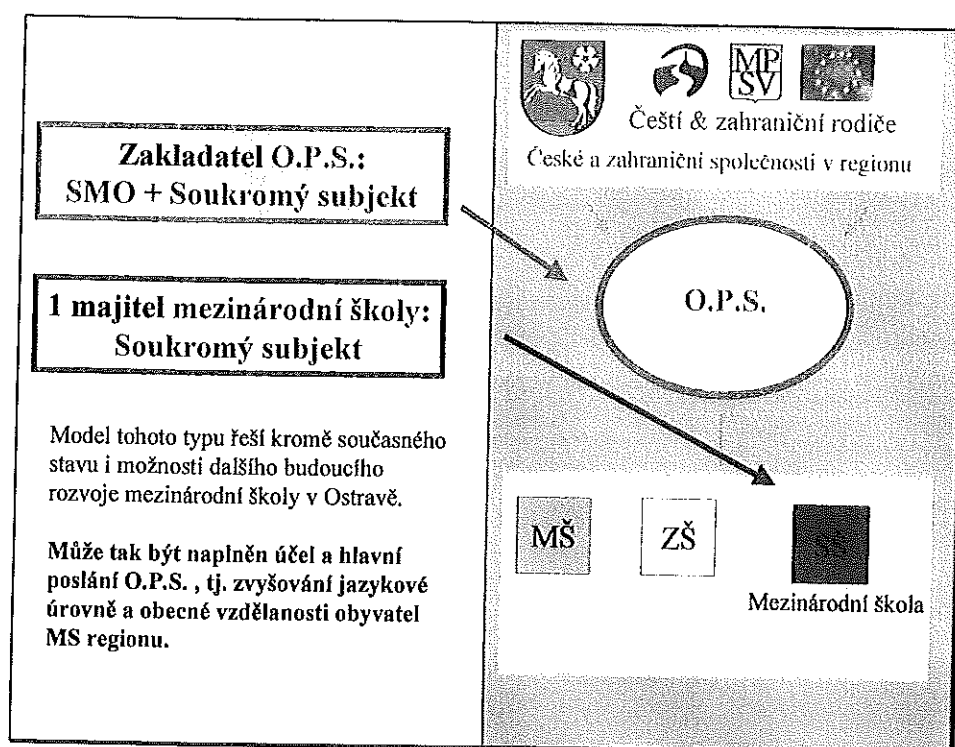 Zakladatel O.P.S.:
SMO + Soukromý subjekt
1 majitel mezinárodní školy:
Soukromý subjekt
Model tohoto typu řeší kromě současného
stavu i možnosti dalšího budoucího
rozvoje mezinárodní školy v Ostravě.
Může tak být naplněn účel a hlavní
poslání O.P.S. , tj. zvyšování jazykové
úrovně a obecné vzdělanosti obyvatel
MS regionu.
MP
SV
Čeští & zahraniční rodiče
České a zahraniční společnosti v regionu
O.P.S.
MŠ
ZŠ
SŠ
Mezinárodní škola